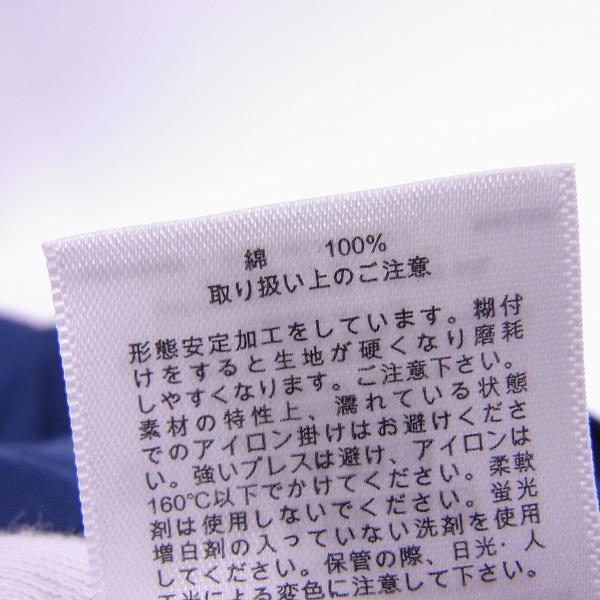 綿 100%
取り扱い上のご注意
形態安定加工をしています。糊付
けをすると生地が硬くなり磨耗
しやすくなります。ご注意下さい。
素材の特性上、濡れている状態
でのアイロン掛けはお避けくださ
い。強いプレスは避け、アイロンは
160℃以下でかけてください。柔軟
剤は使用しないでください。蛍光
増白剤の入っていない洗剤を使用
してください。保管の際、日光・人
工光による変色に注意して下さい。